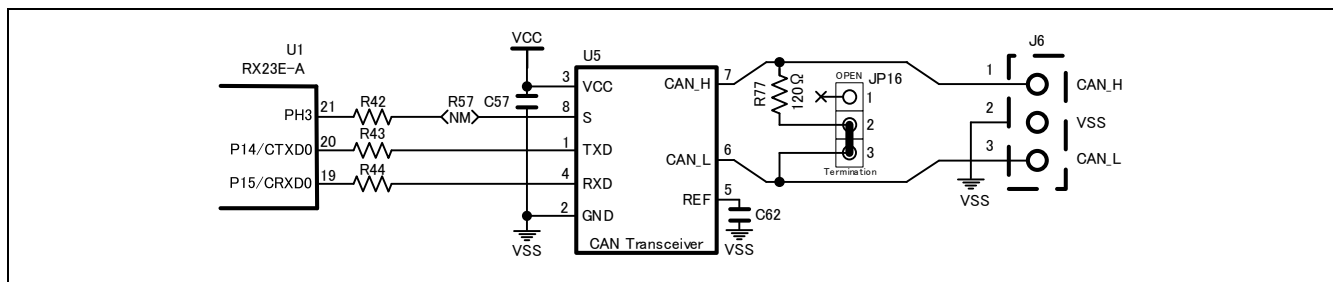 U1
RX23E-A
PH3
21
R42
R57
NM
P14/CTXD0
20
R43
P15/CRXD0
19
R44
VCC
C57
VSS
U5
3
VCC
8
S
1
TXD
4
RXD
2
GND
CAN_H
7
CAN_L
6
REF
5
CAN Transceiver
C62
VSS
R77
120Ω
OPEN
JP16
1
2
3
Termination
J6
1
CAN_H
2
VSS
3
CAN_L
VSS